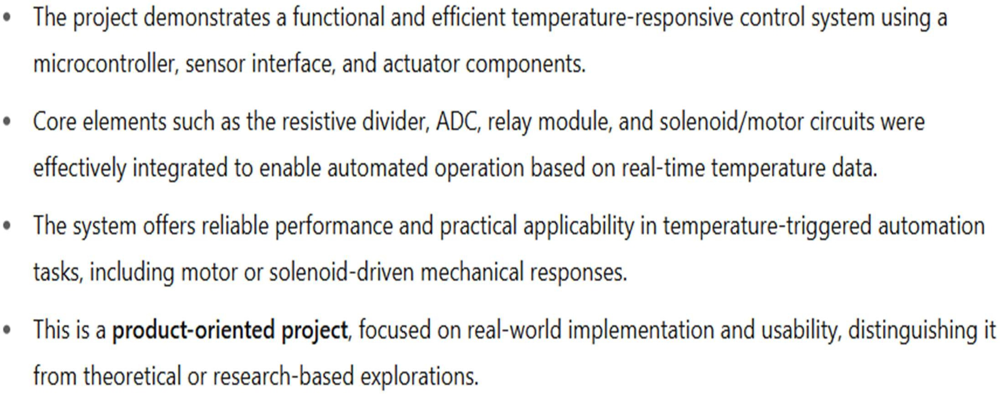 • The project demonstrates a functional and efficient temperature-responsive control system using a
microcontroller, sensor interface, and actuator components.
• Core elements such as the resistive divider, ADC, relay module, and solenoid/motor circuits were
effectively integrated to enable automated operation based on real-time temperature data.
• The system offers reliable performance and practical applicability in temperature-triggered automation
tasks, including motor or solenoid-driven mechanical responses.
• This is a product-oriented project, focused on real-world implementation and usability, distinguishing it
from theoretical or research-based explorations.